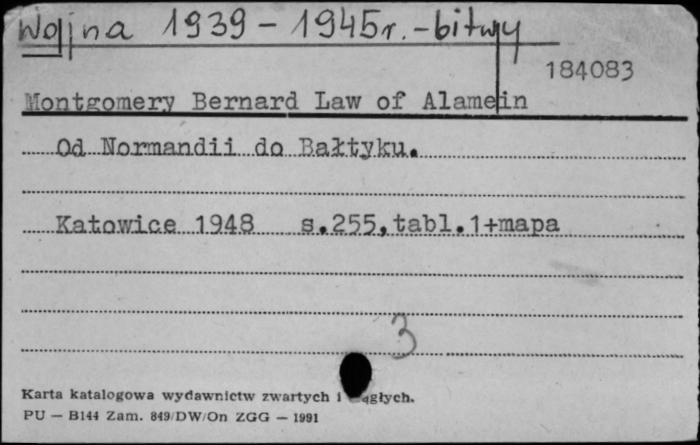 Wojna 1939 - 1945 r. - bitwy
184083
Montgomery Bernard Law of Alamein
Od Normandii do Bałtyku.
Katowice 1948 s.255,tabl.1+mapa
3
Karta katalogowa wydawnictw zwartych i
PU — B144 Zam. 849/DW/On ZGG — 1991